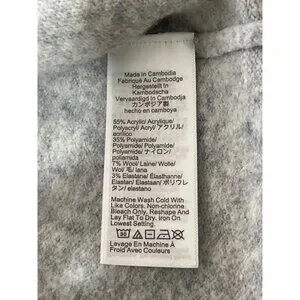 Made in Cambodia
Fabriqué Au Cambodge
Hergestellt In
Kambodscha
Vervaardigd In Cambodja
カンボジア製
hecho en camboya
55% Acrylic/ Acrylique/
Polyacryl/ Acryl/ アクリル/
acrílico
35% Polyamide/
Polyamide/ Polyamid/
Polyamide/ ナイロン/
poliamida
7% Wool/ Laine/ Wolle/
Wol/ 毛/ lana
3% Elastane/ Elasthanne/
Elastan/ Elastaan/ ポリウレ
タン/ elastano
Machine Wash Cold With
Like Colors. Non-chlorine
Bleach Only. Reshape And
Lay Flat To Dry. Iron On
Lowest Setting.
30
Lavage En Machine À
Froid Avec Couleurs